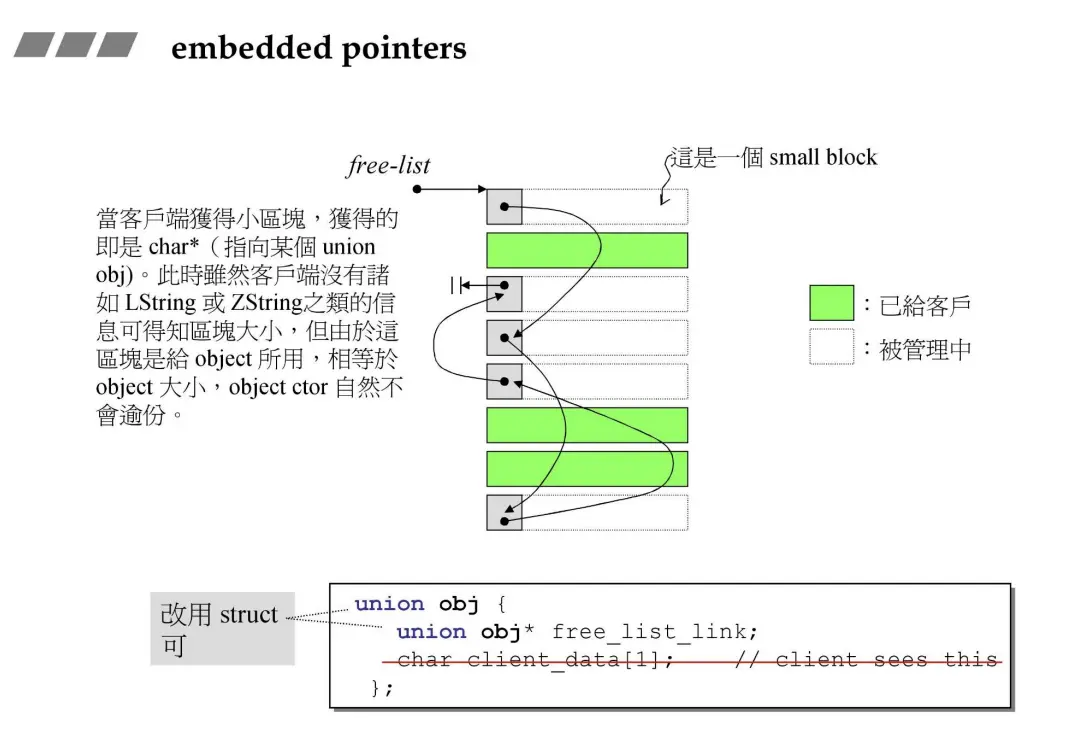 embedded pointers
free-list
這是一個 small block
當客戶端獲得小區塊，獲得的
即是 char*（指向某個 union
obj)。此時雖然客戶端沒有諸
如 LString 或 ZString之類的信
息可得知區塊大小，但由於這
區塊是給 object 所用，相等於
object 大小，object ctor 自然不
會逾份。
：已給客戶
：被管理中
改用 struct
可
union obj {
union obj* free_list_link;
char client_data[1]; // client sees this
};